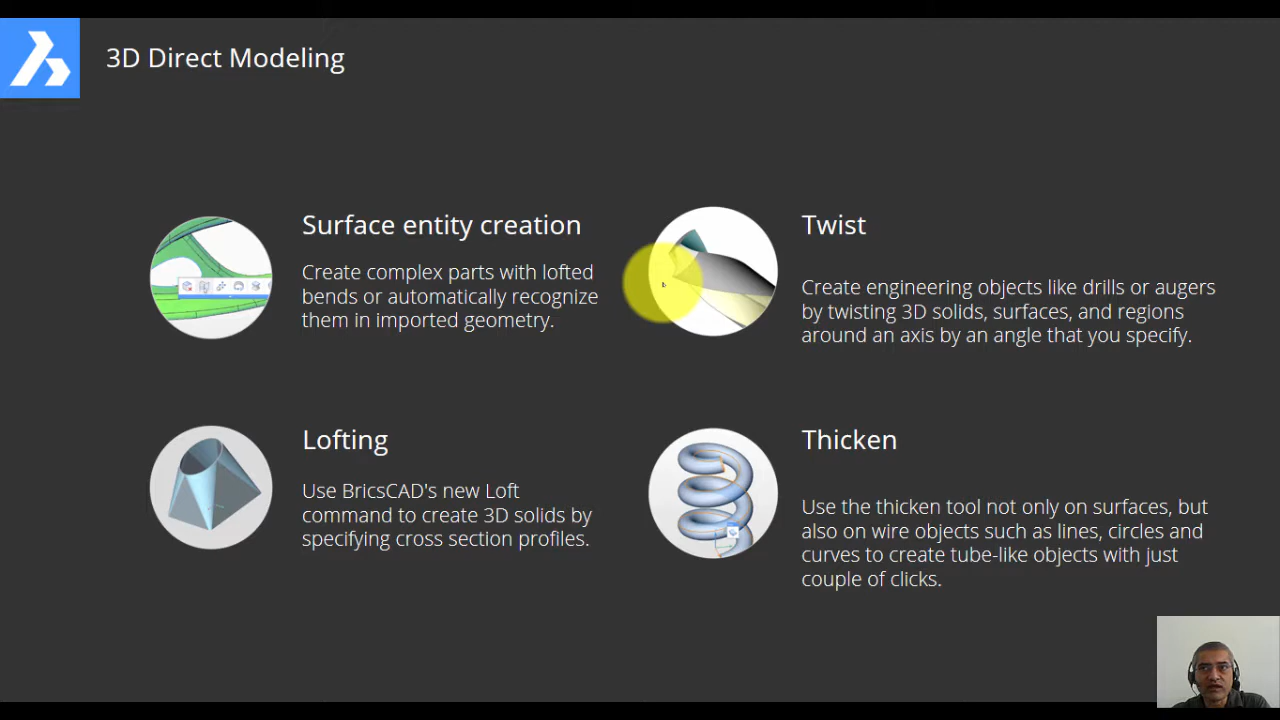 3D Direct Modeling
Surface entity creation
Create complex parts with lofted
bends or automatically recognize
them in imported geometry.
Twist
Create engineering objects like drills or augers
by twisting 3D solids, surfaces, and regions
around an axis by an angle that you specify.
Lofting
Use BricsCAD's new Loft
command to create 3D solids by
specifying cross section profiles.
Thicken
Use the thicken tool not only on surfaces, but
also on wire objects such as lines, circles and
curves to create tube-like objects with just
couple of clicks.